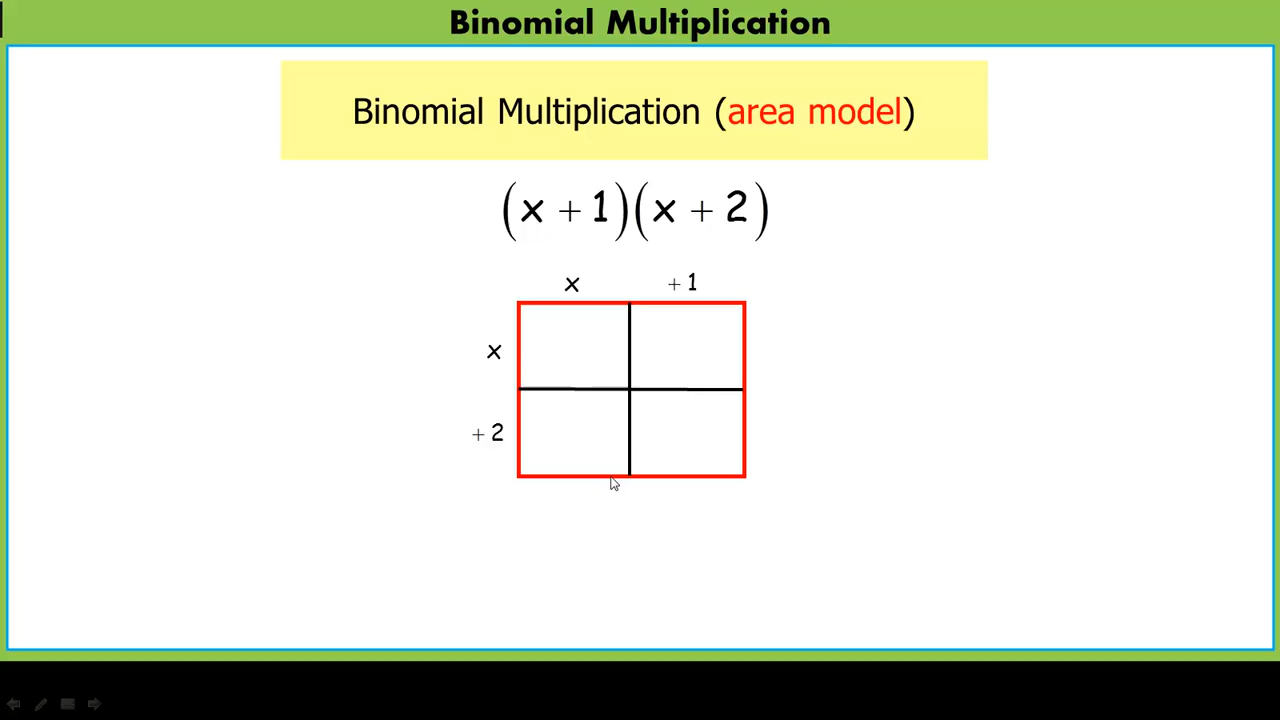 Binomial Multiplication
Binomial Multiplication (area model)
(x + 1)(x + 2)
x + 1
x
+ 2